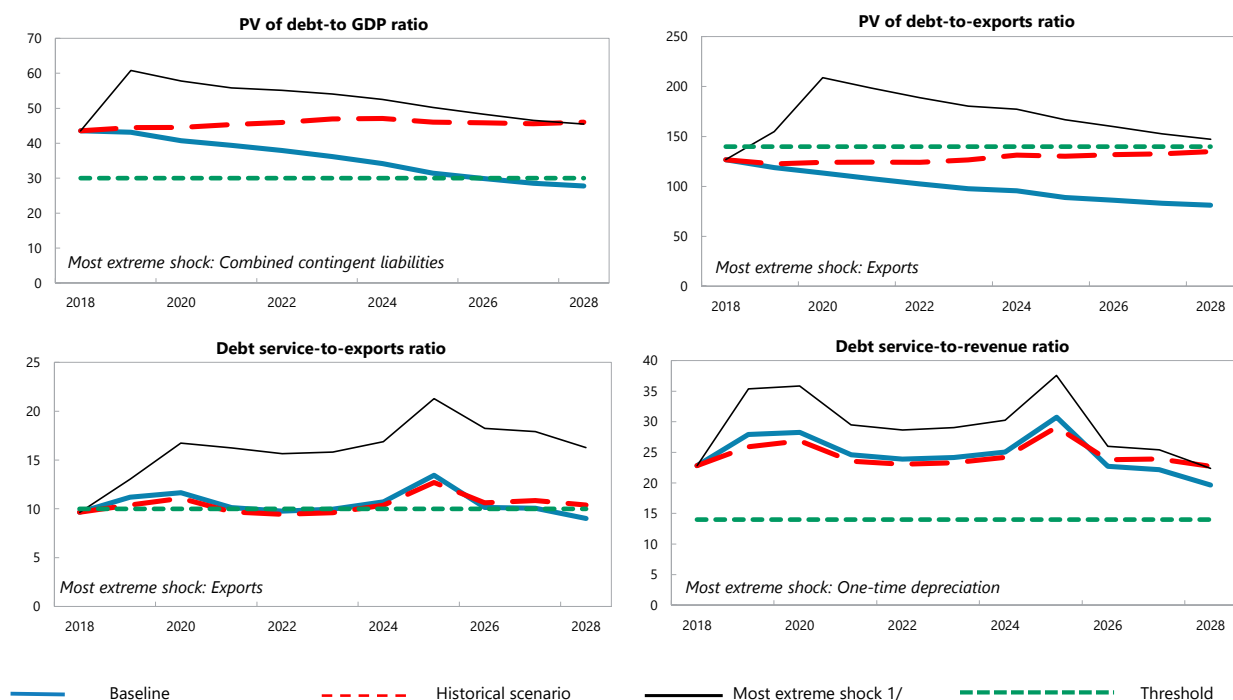 PV of debt-to GDP ratio
70
60
50
40
30
20
10
0
Most extreme shock: Combined contingent liabilities
2018 2020 2022 2024 2026 2028
PV of debt-to-exports ratio
250
200
150
100
50
0
Most extreme shock: Exports
2018 2020 2022 2024 2026 2028
Debt service-to-exports ratio
25
20
15
10
5
0
Most extreme shock: Exports
2018 2020 2022 2024 2026 2028
Debt service-to-revenue ratio
40
35
30
25
20
15
10
5
0
Most extreme shock: One-time depreciation
2018 2020 2022 2024 2026 2028
Baseline Historical scenario Most extreme shock 1/ Threshold